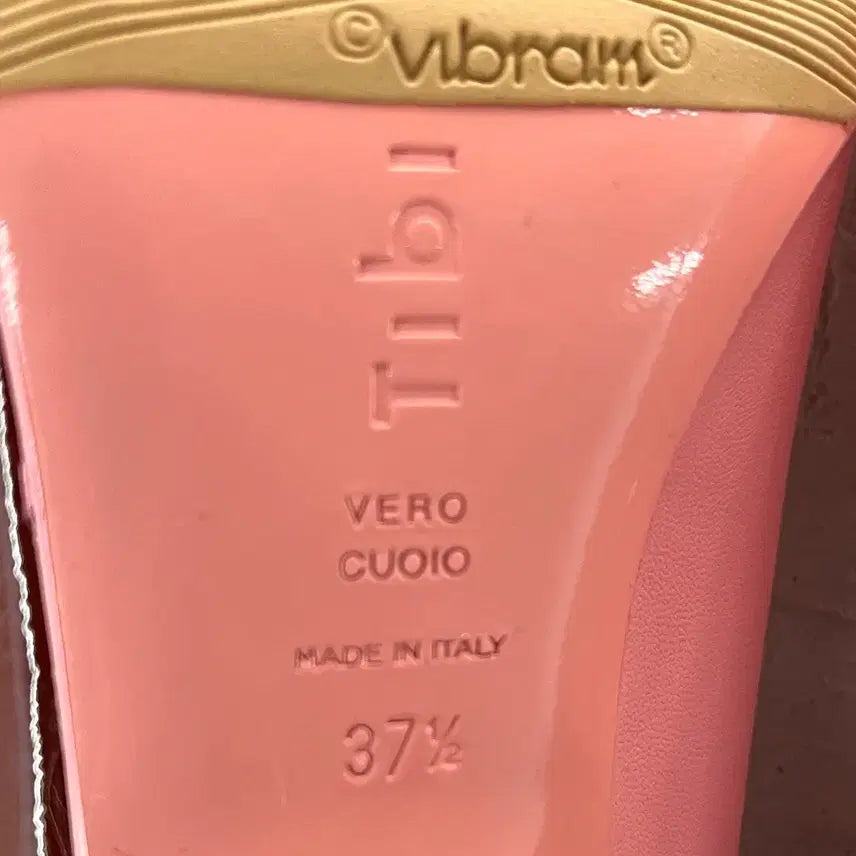 ©vibram®
Tibi
VERO
CUOIO
MADE IN ITALY
37½